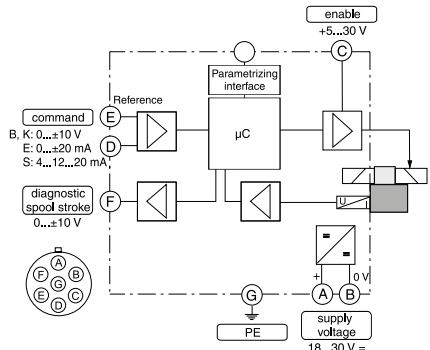 enable
+5...30 V
C
Parametrizing
interface
Reference
command
E
B, K: 0...±10 V
E: 0...±20 mA
S: 4...12...20 mA
D
µC
diagnostic
spool stroke
F
0...±10 V
U
I
=
=
+
0 V
A
F
B
G
E
C
D
G
A
B
PE
supply
voltage
18...30 V =